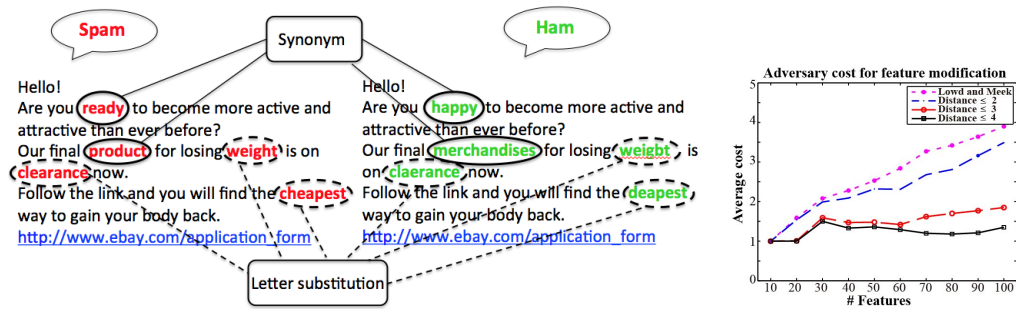 Spam
Synonym
Ham
Hello!
Are you ready to become more active and
attractive than ever before?
Our final product for losing weight is on
clearance now.
Follow the link and you will find the cheapest
way to gain your body back.
http://www.ebay.com/application_form
Hello!
Are you happy to become more active and
attractive than ever before?
Our final merchandises for losing weigbt is
on claerance now.
Follow the link and you will find the deapest
way to gain your body back.
http://www.ebay.com/application_form
Letter substitution
Adversary cost for feature modification
Lowd and Meek
Distance ≤ 2
Distance ≤ 3
Distance ≤ 4
Average cost
5
4
3
2
1
0
10 20 30 40 50 60 70 80 90 100
# Features